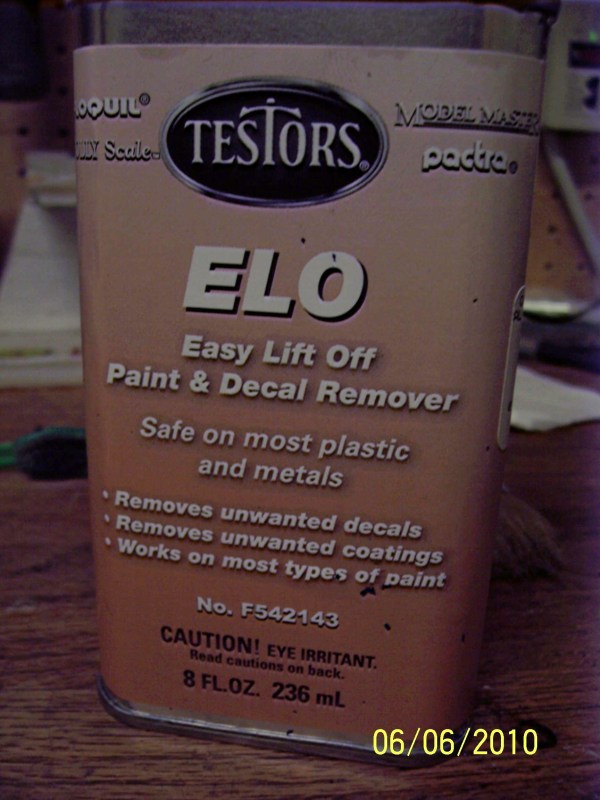 OQUIL®
TESTORS®
MODEL MASTER
Scale™
pactra®
ELO
Easy Lift Off
Paint & Decal Remover
Safe on most plastic
and metals
• Removes unwanted decals
• Removes unwanted coatings
• Works on most types of paint
No. F542143
CAUTION! EYE IRRITANT.
Read cautions on back.
8 FL.OZ. 236 mL
06/06/2010